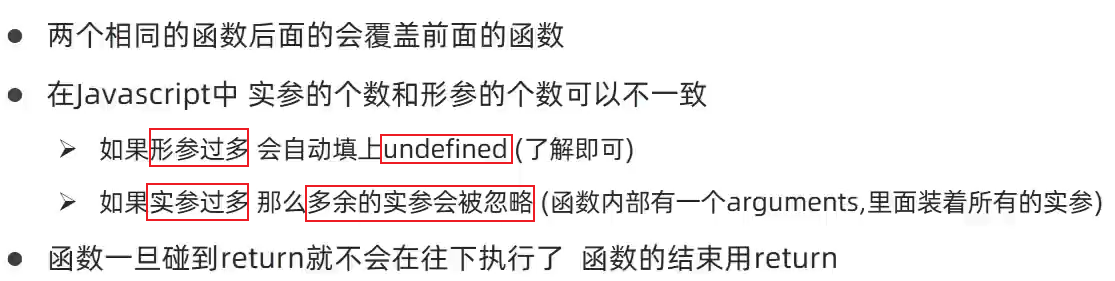 ● 两个相同的函数后面的会覆盖前面的函数
● 在Javascript中 实参的个数和形参的个数可以不一致
➢ 如果形参过多 会自动填上undefined (了解即可)
➢ 如果实参过多 那么多余的实参会被忽略 (函数内部有一个arguments,里面装着所有的实参)
● 函数一旦碰到return就不会在往下执行了 函数的结束用return